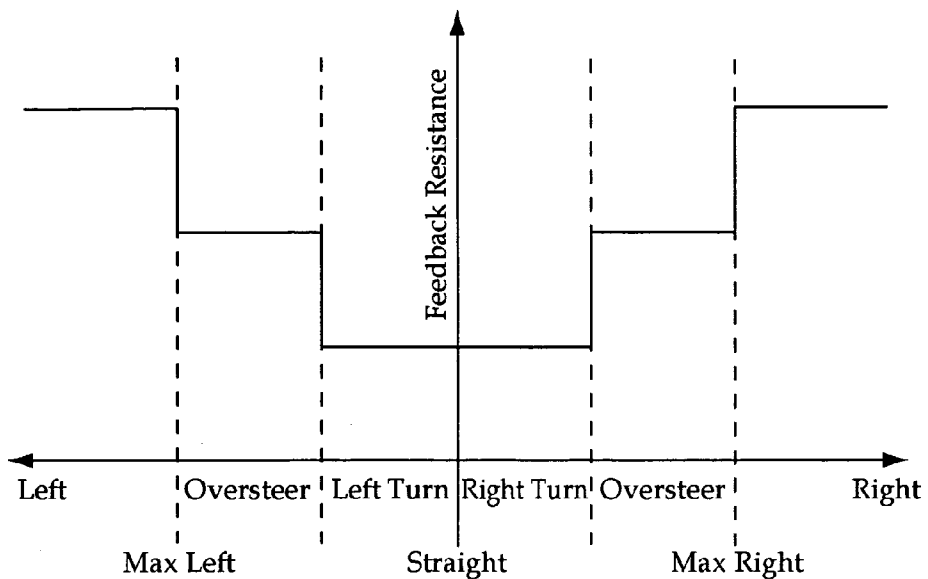 Feedback Resistance
Left Oversteer Left Turn Right Turn Oversteer Right
Max Left Straight Max Right